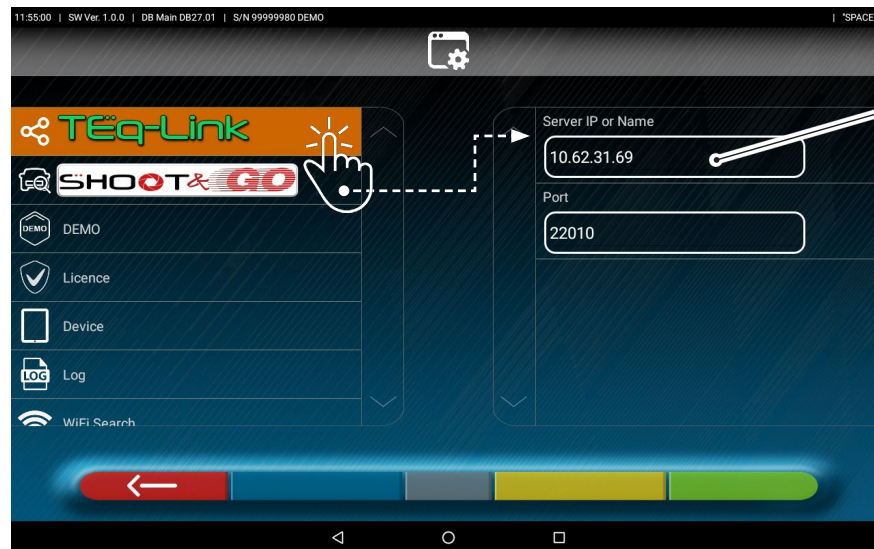 11:55:00 | SW Ver. 1.0.0 | DB Main DB27.01 | S/N 99999980 DEMO | "SPACE
TEq-Link
SHOOT& GO
DEMO DEMO
Licence
Device
LOG Log
WiFi Search
Server IP or Name
10.62.31.69
Port
22010